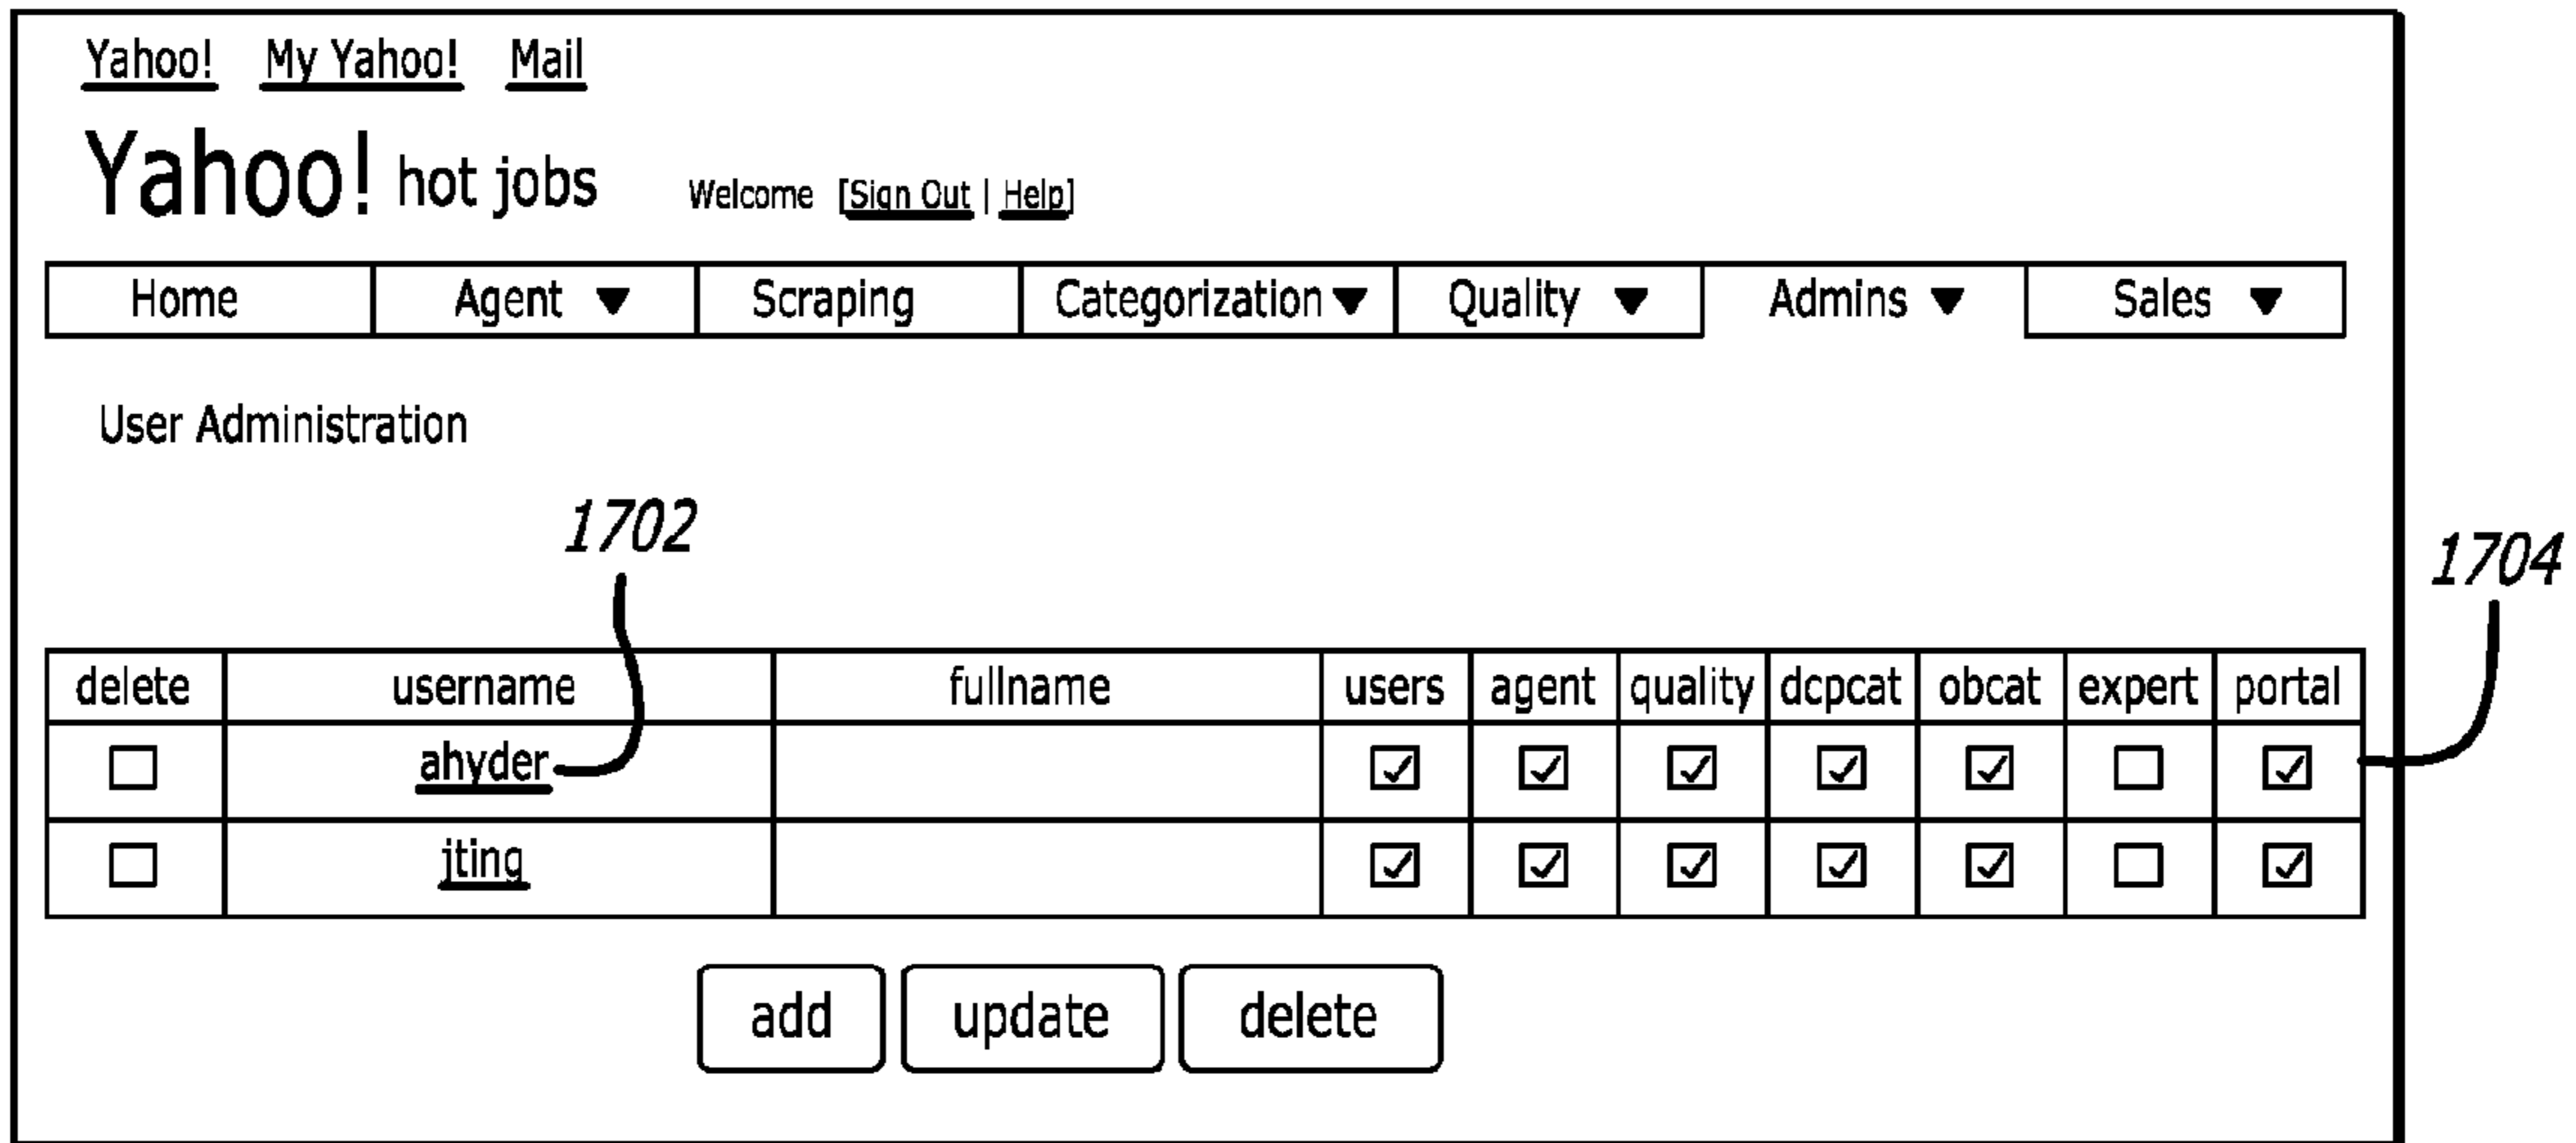 Yahoo! My Yahoo! Mail
Yahoo! hot jobs Welcome [Sign Out | Help]
Home Agent ▼ Scraping Categorization ▼ Quality ▼ Admins ▼ Sales ▼
User Administration
1702
1704
delete username fullname users agent quality dcpcat obcat expert portal
ahyder
jting
add update delete